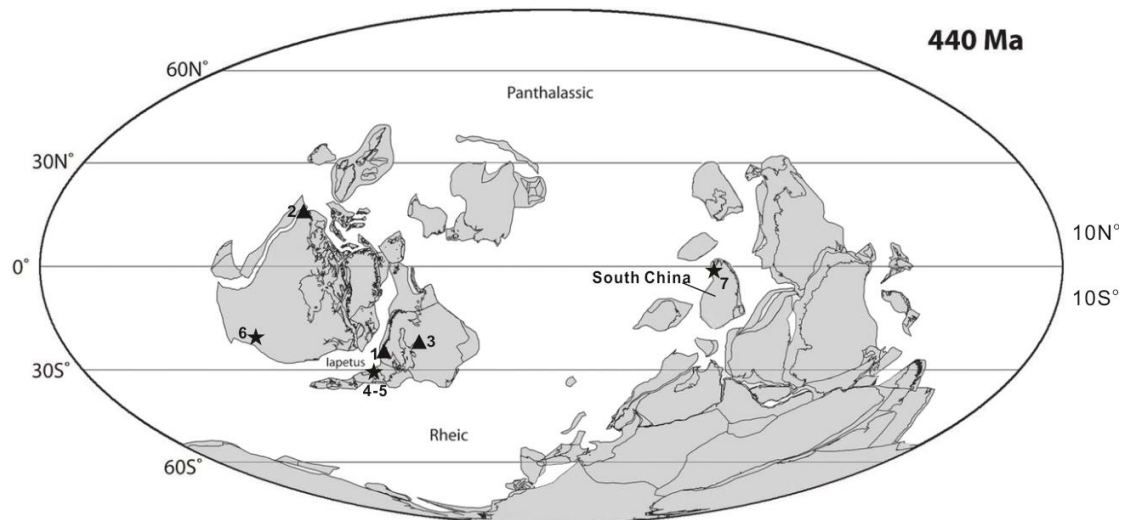 440 Ma
60N°
Panthalassic
30N°
2
10N°
0°
South China
7
10S°
6
1
3
Iapetus
30S°
4-5
Rheic
60S°